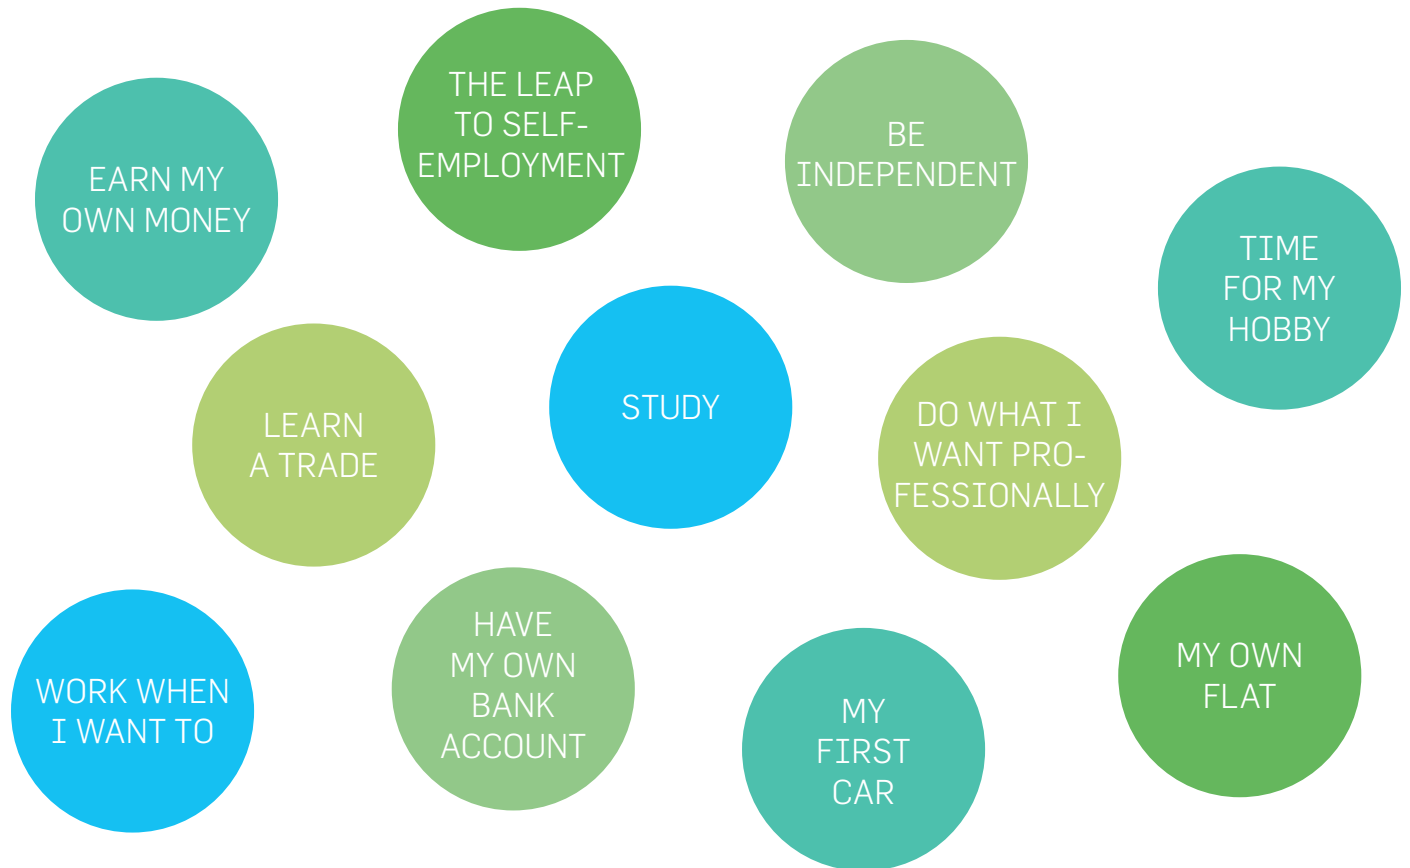 THE LEAP
TO SELF-
EMPLOYMENT
BE
INDEPENDENT
EARN MY
OWN MONEY
TIME
FOR MY
HOBBY
LEARN
A TRADE
STUDY
DO WHAT I
WANT PRO-
FESSIONALLY
WORK WHEN
I WANT TO
HAVE
MY OWN
BANK
ACCOUNT
MY
FIRST
CAR
MY OWN
FLAT